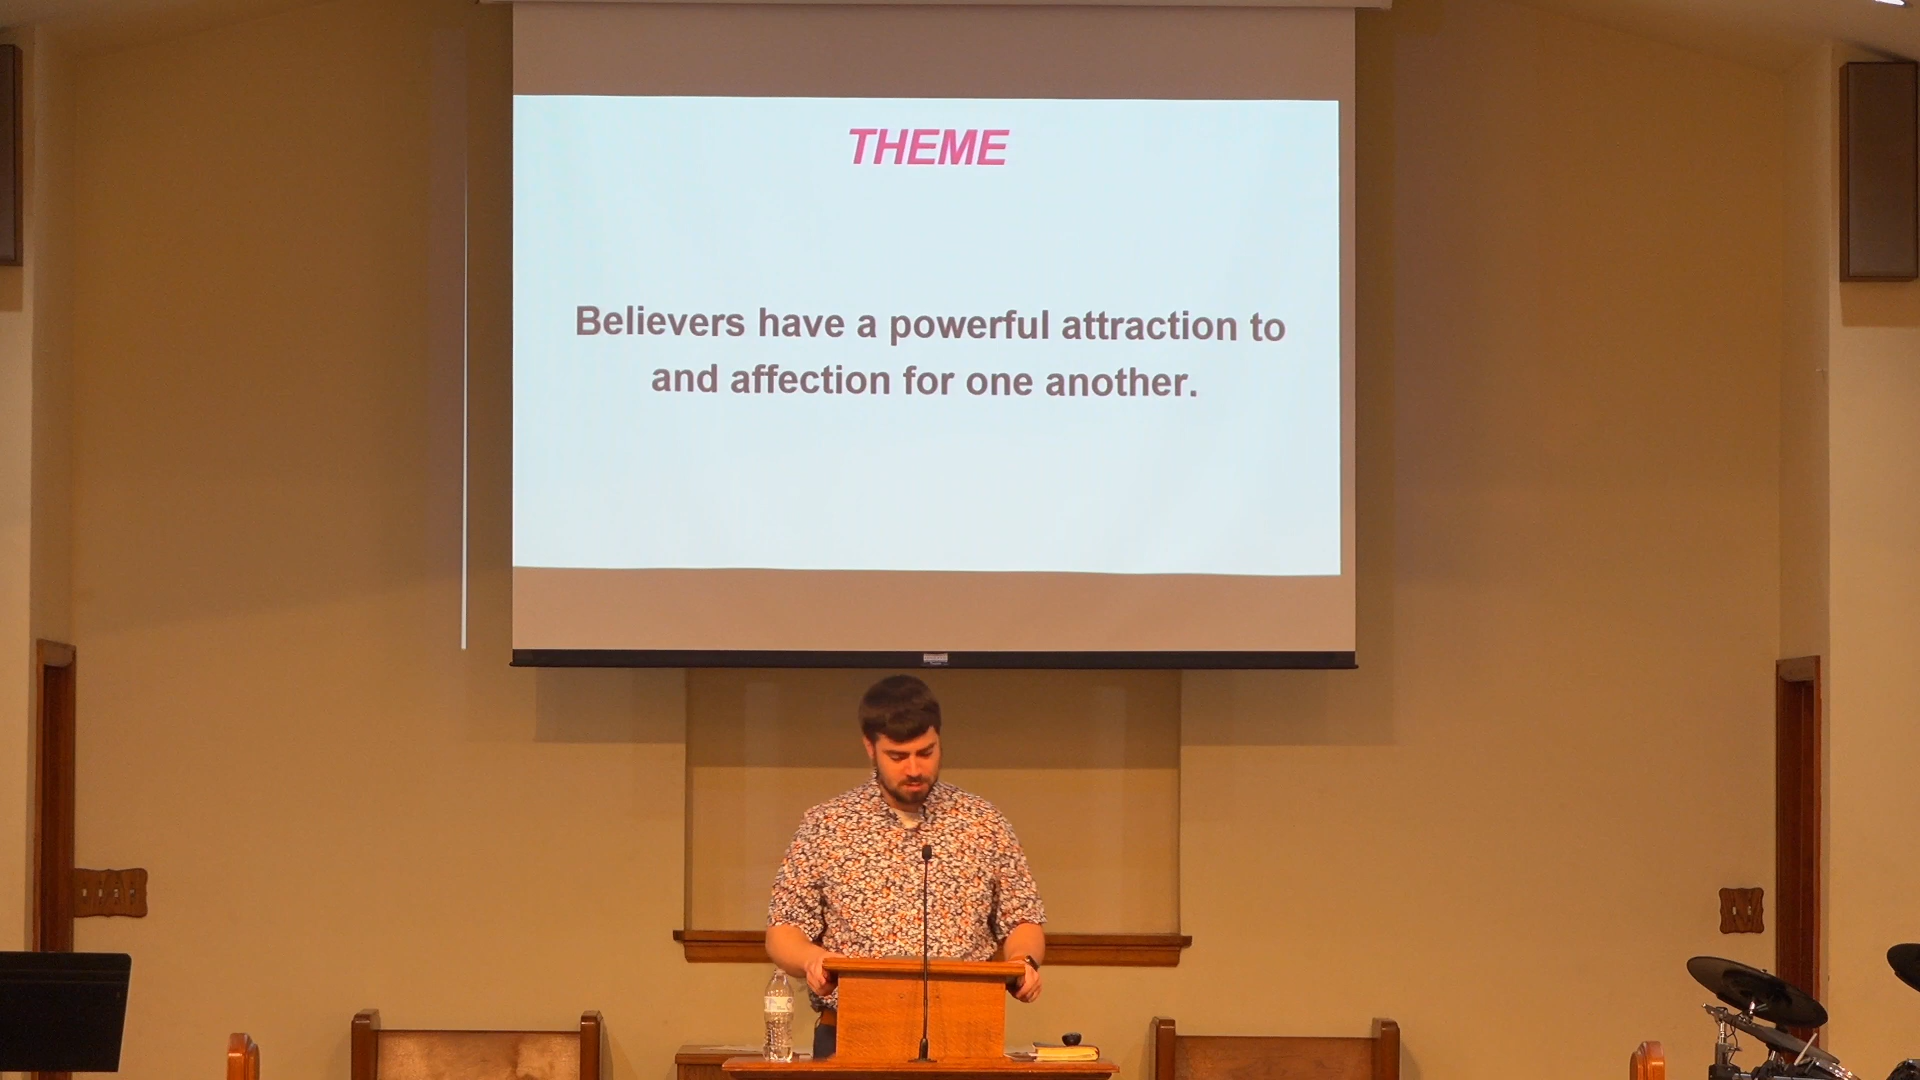 THEME
Believers have a powerful attraction to
and affection for one another.